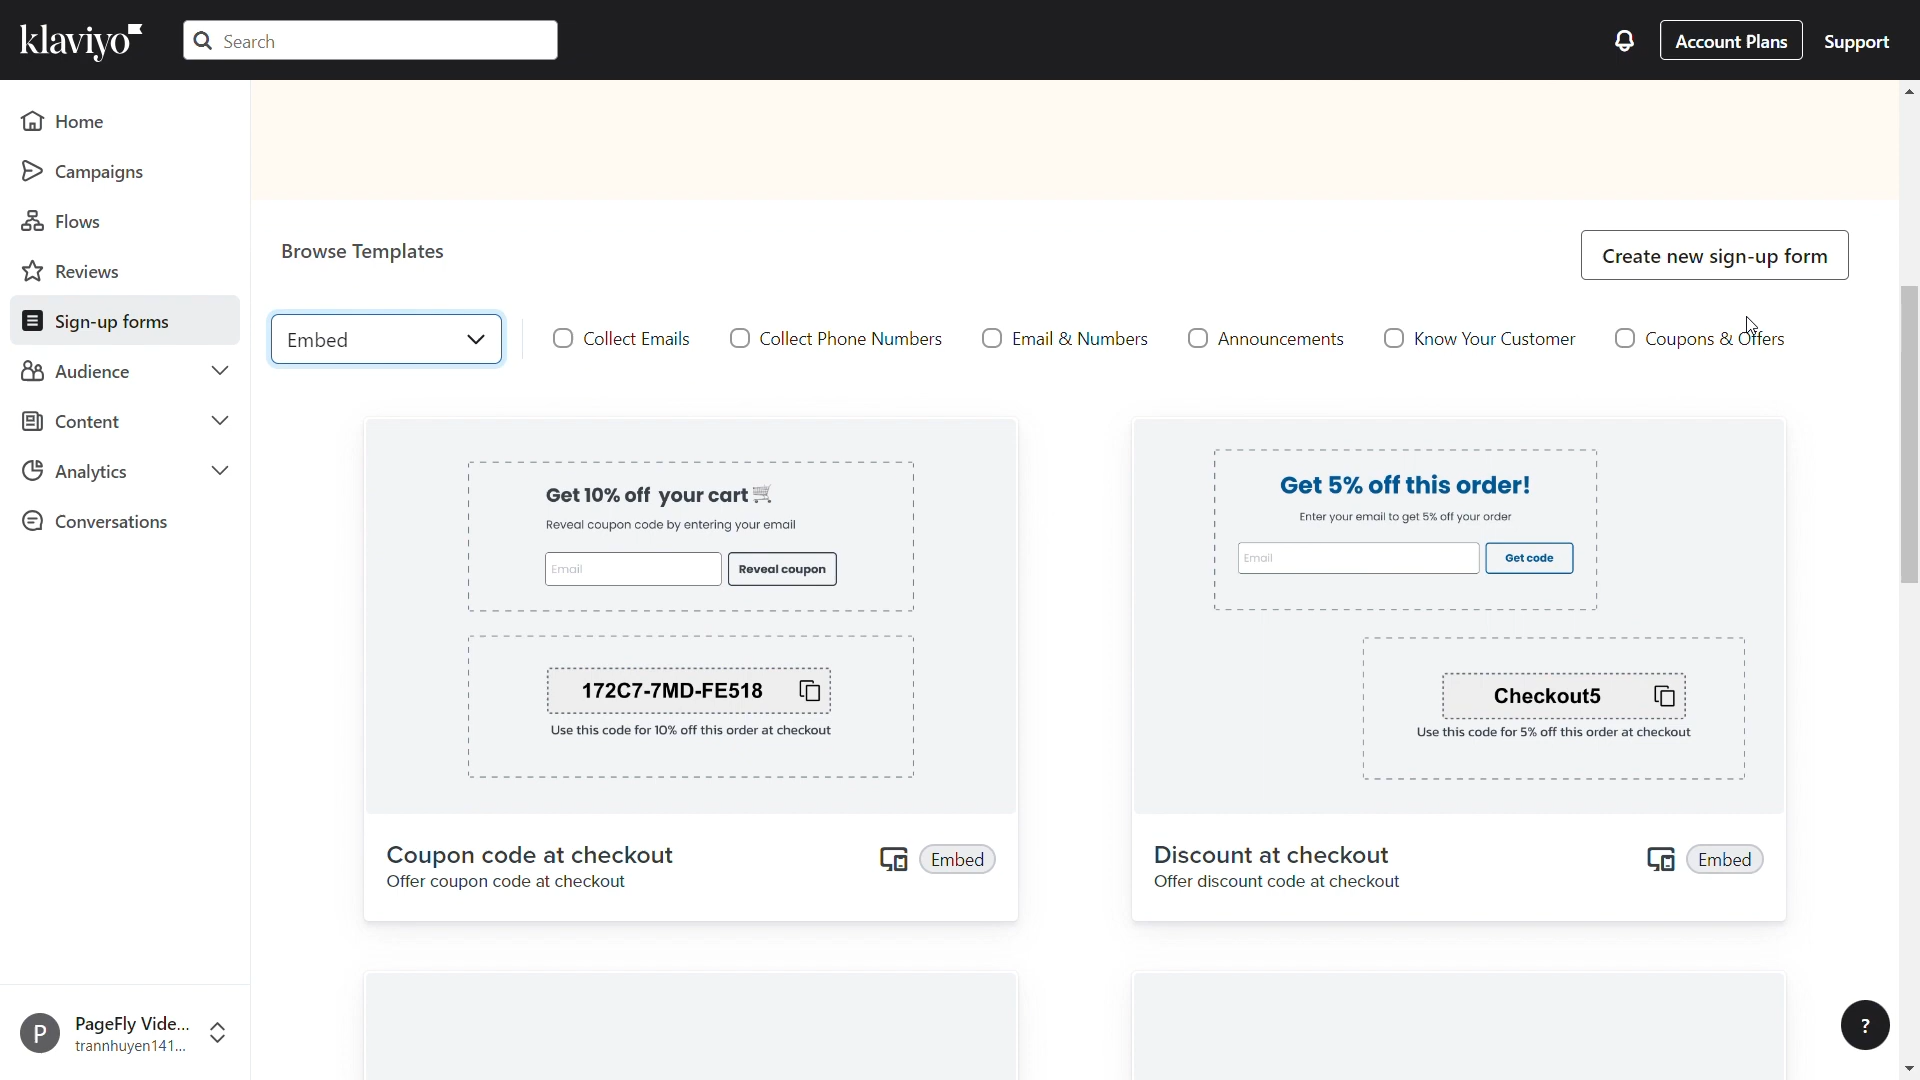 klaviyo
Search
Account Plans
Support
Home
Campaigns
Flows
Reviews
Sign-up forms
Audience
Content
Analytics
Conversations
PageFly Vide...
trannhuyen141...
Browse Templates
Create new sign-up form
Embed
Collect Emails
Collect Phone Numbers
Email & Numbers
Announcements
Know Your Customer
Coupons & Offers
Get 10% off your cart
Reveal coupon code by entering your email
Email
Reveal coupon
172C7-7MD-FE518
Use this code for 10% off this order at checkout
Coupon code at checkout
Embed
Offer coupon code at checkout
Get 5% off this order!
Enter your email to get 5% off your order
Email
Get code
Checkout5
Use this code for 5% off this order at checkout
Discount at checkout
Embed
Offer discount code at checkout
P
?